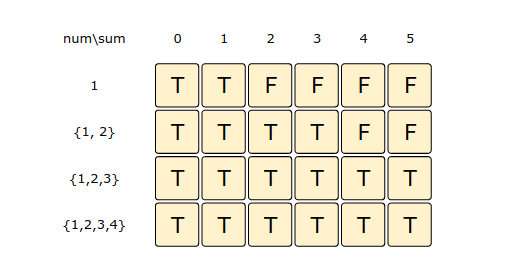 num\sum 0 1 2 3 4 5
1 T T F F F F
{1, 2} T T T T F F
{1,2,3} T T T T T T
{1,2,3,4} T T T T T T